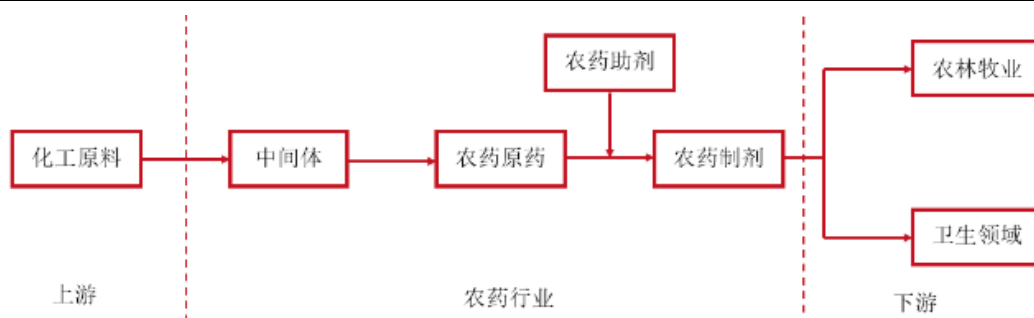 农药助剂
农林牧业
化工原料
中间体
农药原药
农药制剂
卫生领域
上游
农药行业
下游